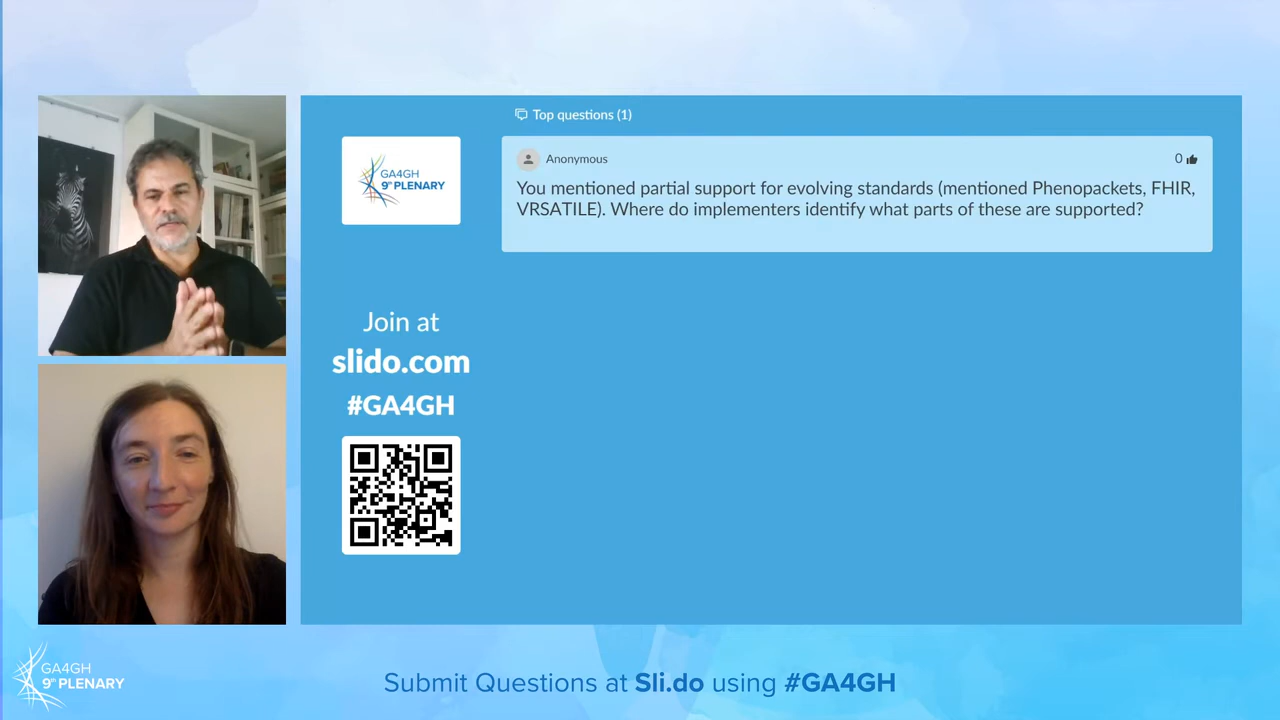 Top questions (1)
GA4GH
9th PLENARY
Anonymous
0
You mentioned partial support for evolving standards (mentioned Phenopackets, FHIR,
VRSATILE). Where do implementers identify what parts of these are supported?
Join at
slido.com
#GA4GH
GA4GH
9th PLENARY
Submit Questions at Sli.do using #GA4GH